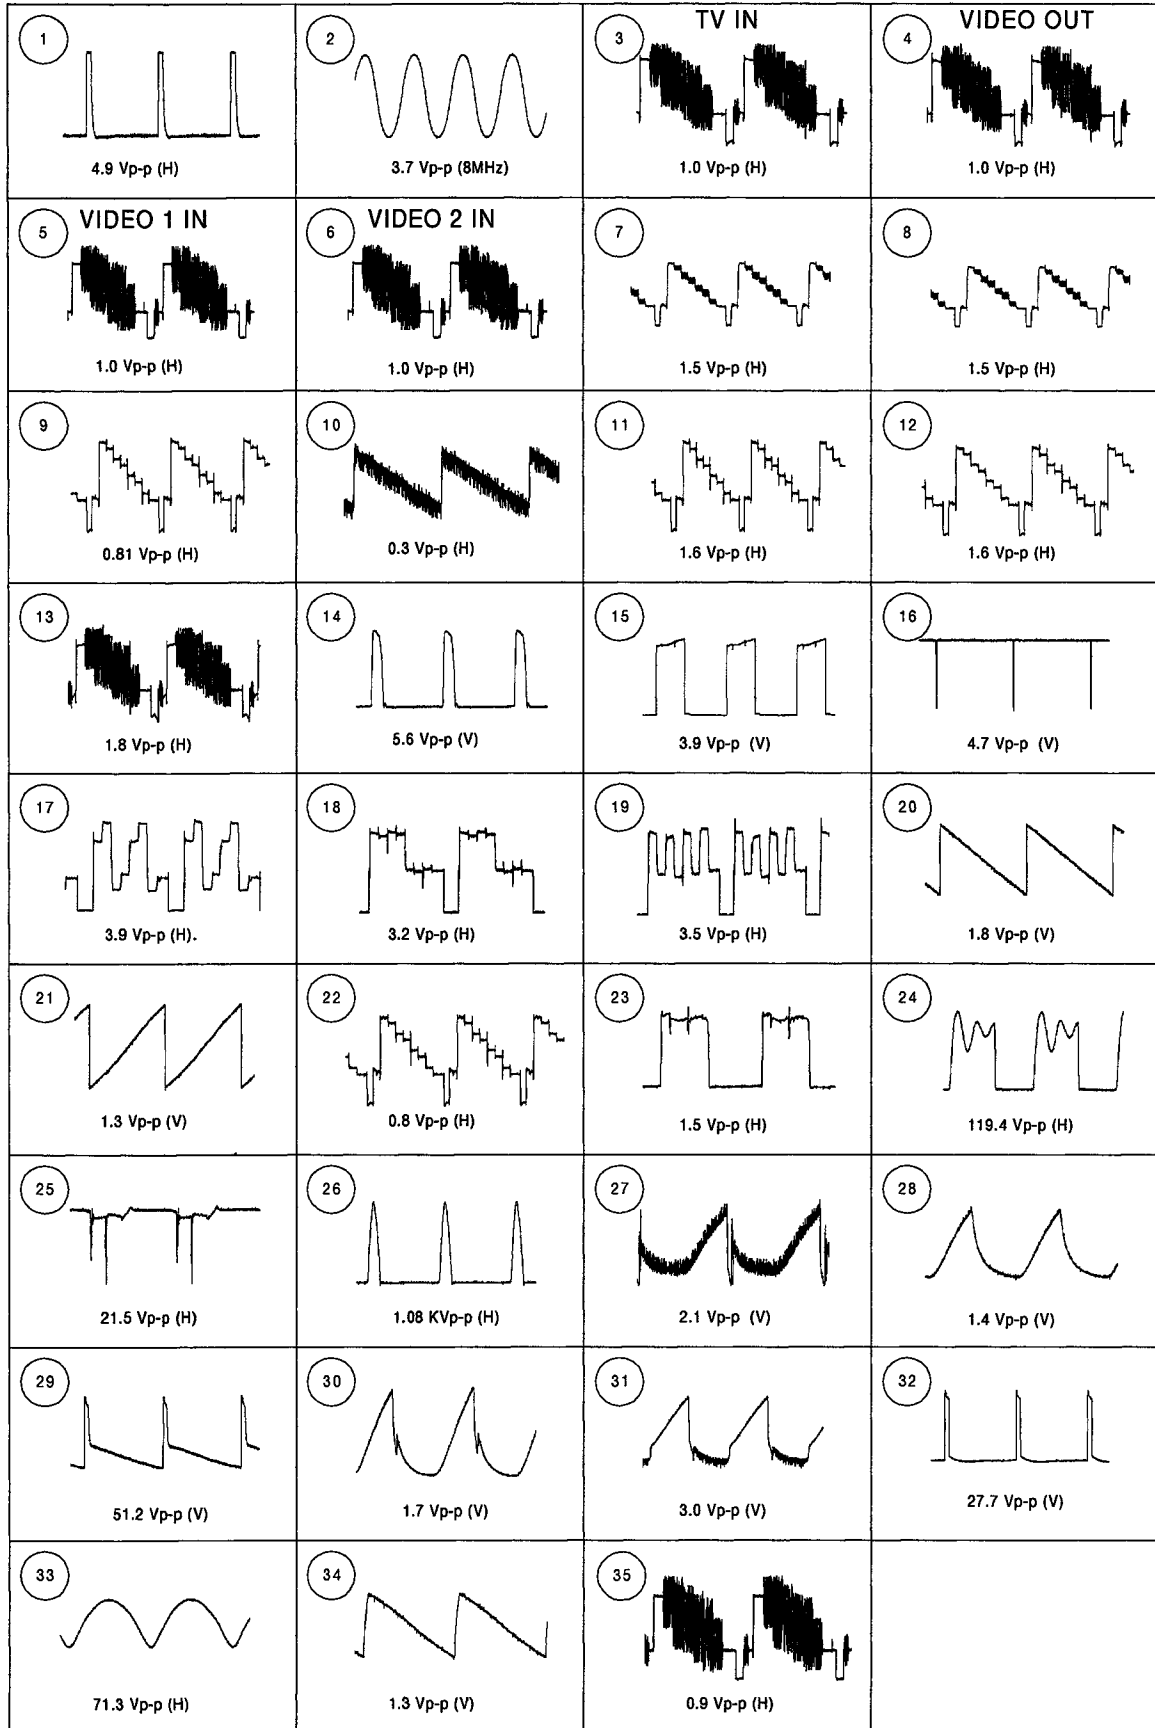 1
4.9 Vp-p (H)
2
3.7 Vp-p (8MHz)
TV IN
3
1.0 Vp-p (H)
VIDEO OUT
4
1.0 Vp-p (H)
VIDEO 1 IN
5
1.0 Vp-p (H)
VIDEO 2 IN
6
1.0 Vp-p (H)
7
1.5 Vp-p (H)
8
1.5 Vp-p (H)
9
0.81 Vp-p (H)
10
0.3 Vp-p (H)
11
1.6 Vp-p (H)
12
1.6 Vp-p (H)
13
1.8 Vp-p (H)
14
5.6 Vp-p (V)
15
3.9 Vp-p (V)
16
4.7 Vp-p (V)
17
3.9 Vp-p (H).
18
3.2 Vp-p (H)
19
3.5 Vp-p (H)
20
1.8 Vp-p (V)
21
1.3 Vp-p (V)
22
0.8 Vp-p (H)
23
1.5 Vp-p (H)
24
119.4 Vp-p (H)
25
21.5 Vp-p (H)
26
1.08 KVp-p (H)
27
2.1 Vp-p (V)
28
1.4 Vp-p (V)
29
51.2 Vp-p (V)
30
1.7 Vp-p (V)
31
3.0 Vp-p (V)
32
27.7 Vp-p (V)
33
71.3 Vp-p (H)
34
1.3 Vp-p (V)
35
0.9 Vp-p (H)